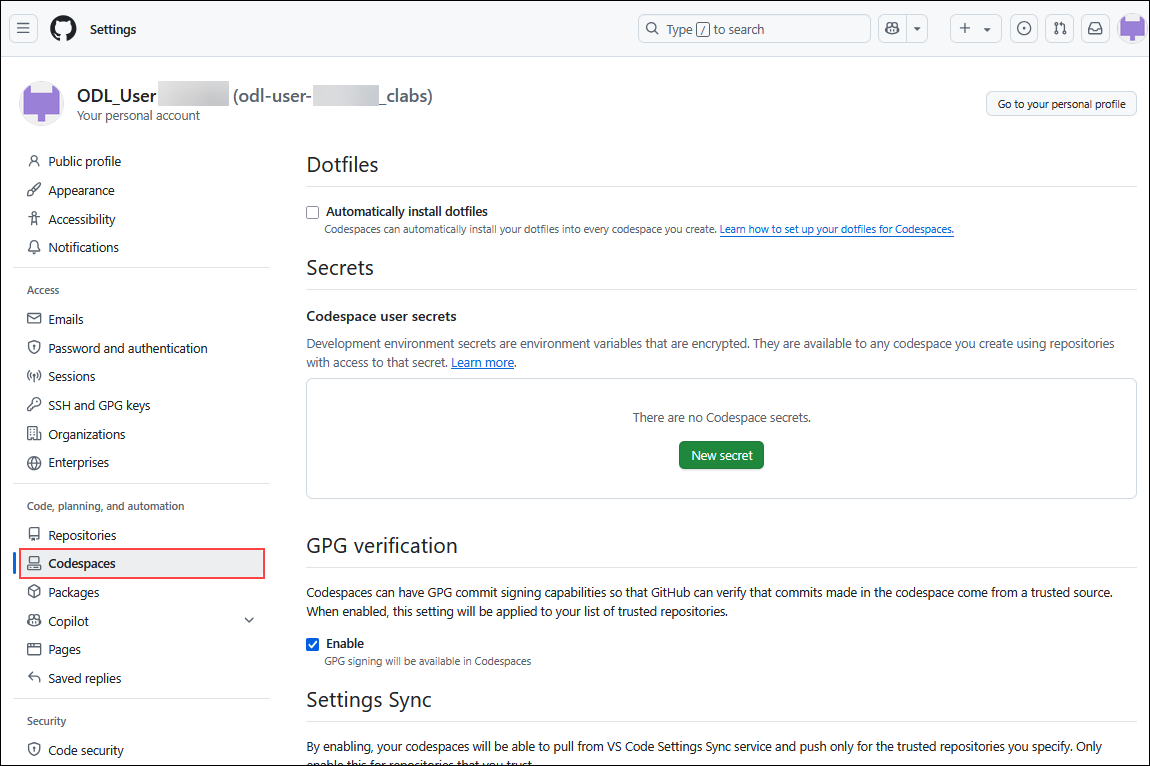 Settings
Type / to search
ODL_User (odl-user- _clabs)
Your personal account
Go to your personal profile
Public profile
Appearance
Accessibility
Notifications
Access
Emails
Password and authentication
Sessions
SSH and GPG keys
Organizations
Enterprises
Code, planning, and automation
Repositories
Codespaces
Packages
Copilot
Pages
Saved replies
Security
Code security
Dotfiles
Automatically install dotfiles
Codespaces can automatically install your dotfiles into every codespace you create. Learn how to set up your dotfiles for Codespaces.
Secrets
Codespace user secrets
Development environment secrets are environment variables that are encrypted. They are available to any codespace you create using repositories
with access to that secret. Learn more.
There are no Codespace secrets.
New secret
GPG verification
Codespaces can have GPG commit signing capabilities so that GitHub can verify that commits made in the codespace come from a trusted source.
When enabled, this setting will be applied to your list of trusted repositories.
Enable
GPG signing will be available in Codespaces
Settings Sync
By enabling, your codespaces will be able to pull from VS Code Settings Sync service and push only for the trusted repositories you specify. Only
enable this for repositories that you trust.